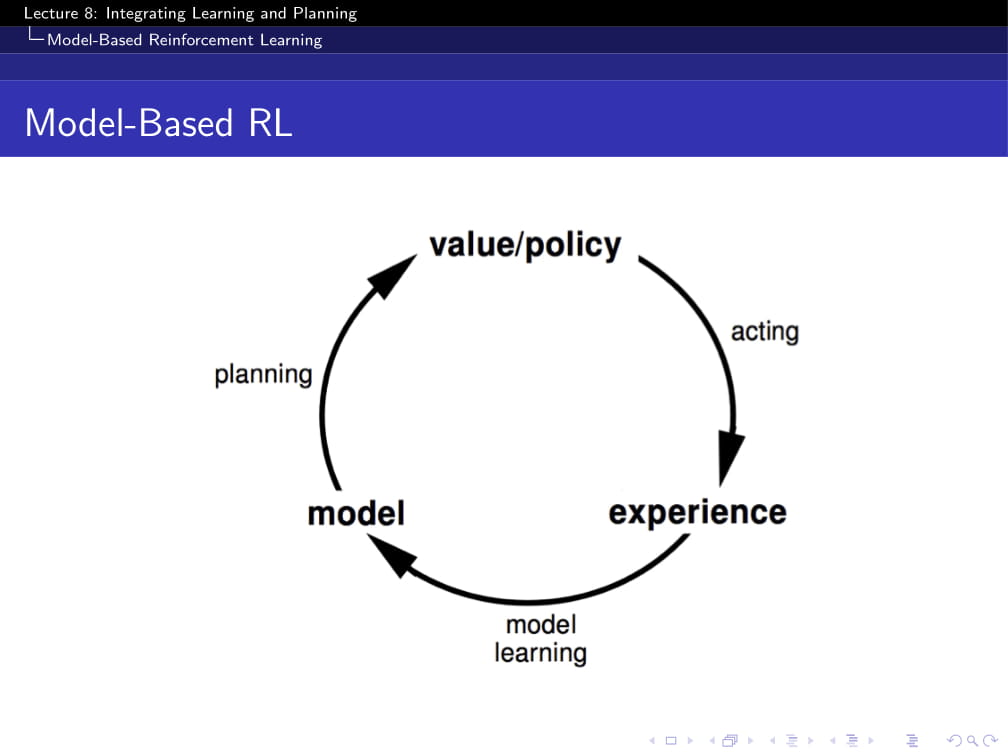 Lecture 8: Integrating Learning and Planning
Model-Based Reinforcement Learning
Model-Based RL
value/policy
acting
planning
model
experience
model
learning